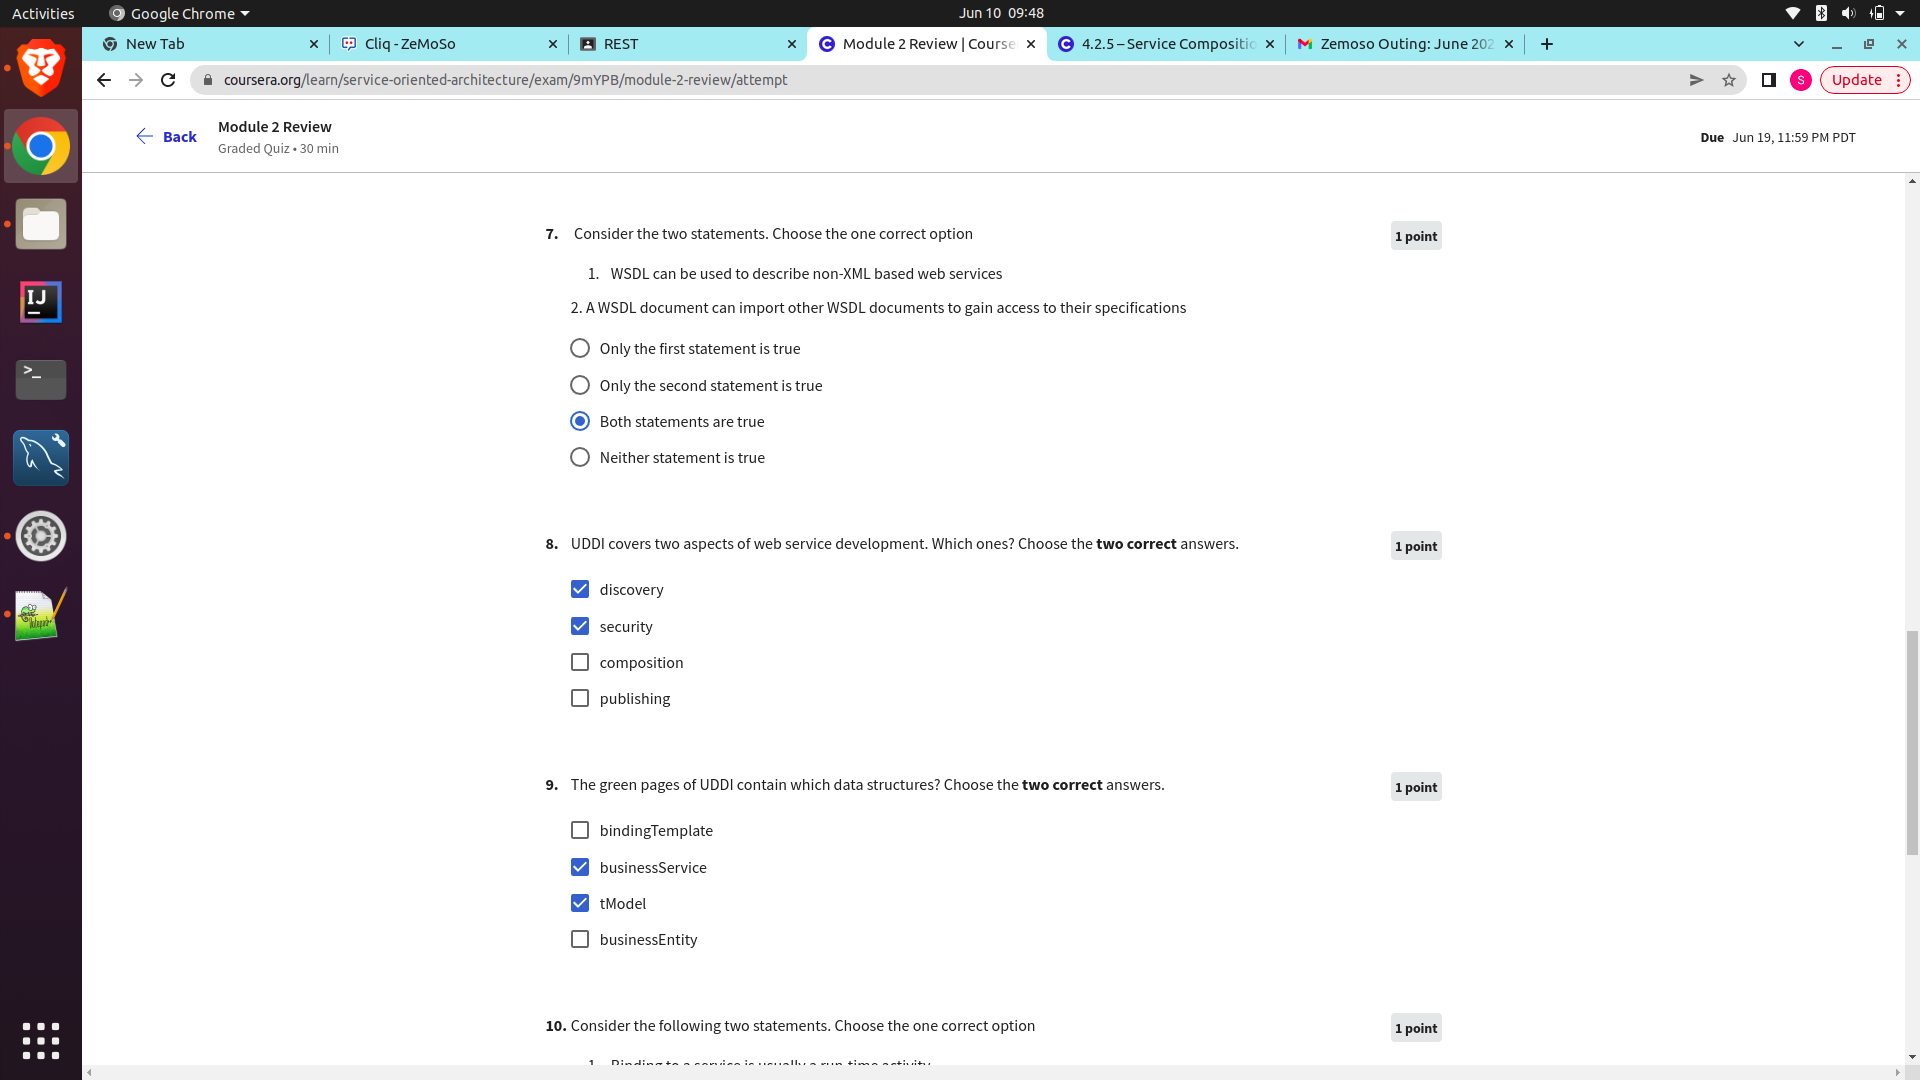 Activities
Google Chrome
Jun 10 09:48
New Tab
Cliq - ZeMoSo
REST
Module 2 Review | Course
4.2.5 – Service Compositio
Zemoso Outing: June 202
coursera.org/learn/service-oriented-architecture/exam/9mYPB/module-2-review/attempt
S
Update
Back
Module 2 Review
Graded Quiz • 30 min
Due Jun 19, 11:59 PM PDT
7. Consider the two statements. Choose the one correct option
1 point
1. WSDL can be used to describe non-XML based web services
2. A WSDL document can import other WSDL documents to gain access to their specifications
Only the first statement is true
Only the second statement is true
Both statements are true
Neither statement is true
8. UDDI covers two aspects of web service development. Which ones? Choose the two correct answers.
1 point
discovery
security
composition
publishing
9. The green pages of UDDI contain which data structures? Choose the two correct answers.
1 point
bindingTemplate
businessService
tModel
businessEntity
10. Consider the following two statements. Choose the one correct option
1 point
1. Binding to a service is usually a run-time activity